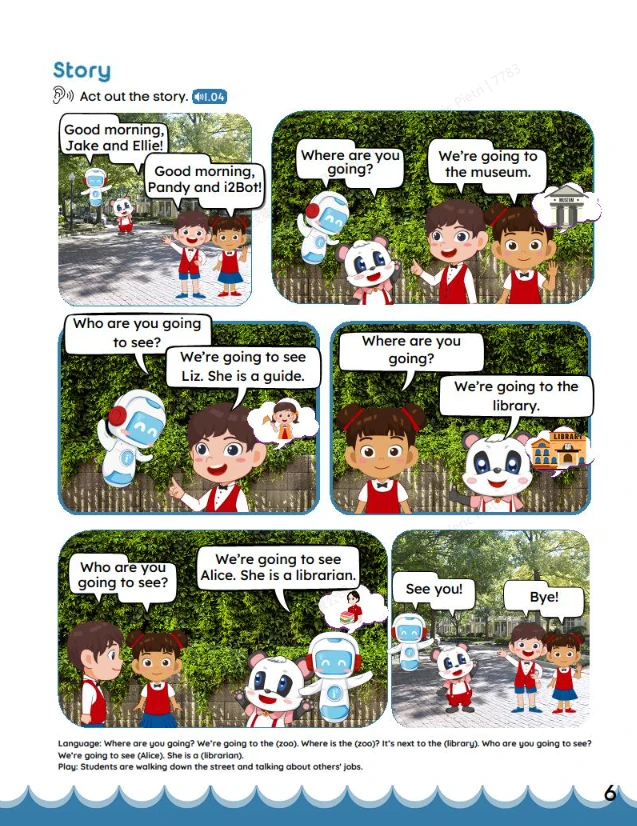 Story
Act out the story. 1.04
Good morning,
Jake and Ellie!
Good morning,
Pandy and i2Bot!
Where are you
going?
We're going to
the museum.
MUSEUM
Who are you going
to see?
We're going to see
Liz. She is a guide.
Where are you
going?
We're going to the
library.
LIBRARY
Who are you
going to see?
We're going to see
Alice. She is a librarian.
See you!
Bye!
Language: Where are you going? We're going to the (zoo). Where is the (zoo)? It's next to the (library). Who are you going to see?
We're going to see (Alice). She is a (librarian).
Play: Students are walking down the street and talking about others' jobs.
6